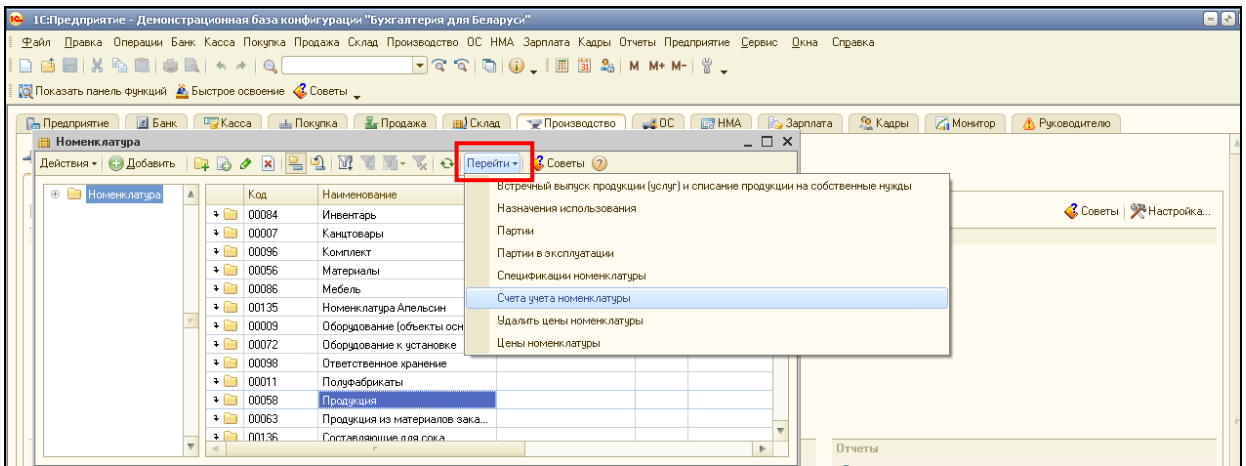 1С:Предприятие - Демонстрационная база конфигурации "Бухгалтерия для Беларуси"
Файл Правка Операции Банк Касса Покупка Продажа Склад Производство ОС НМА Зарплата Кадры Отчеты Предприятие Сервис Окна Справка
M M+ M-
Показать панель функций Быстрое освоение Советы
Предприятие Банк Касса Покупка Продажа Склад Производство ОС НМА Зарплата Кадры Монитор Руководителю
Номенклатура
Действия Добавить Перейти Советы
Номенклатура
Код Наименование
00084 Инвентарь
00007 Канцтовары
00096 Комплект
00056 Материалы
00086 Мебель
00135 Номенклатура Апельсин
00009 Оборудование (объекты осн
00072 Оборудование к установке
00098 Ответственное хранение
00011 Полуфабрикаты
00058 Продукция
00063 Продукция из материалов зака...
00136 Составляющие для сока
Встречный выпуск продукции (услуг) и списание продукции на собственные нужды
Назначения использования
Партии
Партии в эксплуатации
Спецификации номенклатуры
Счета учета номенклатуры
Удалить цены номенклатуры
Цены номенклатуры
Советы Настройка...
Отчеты